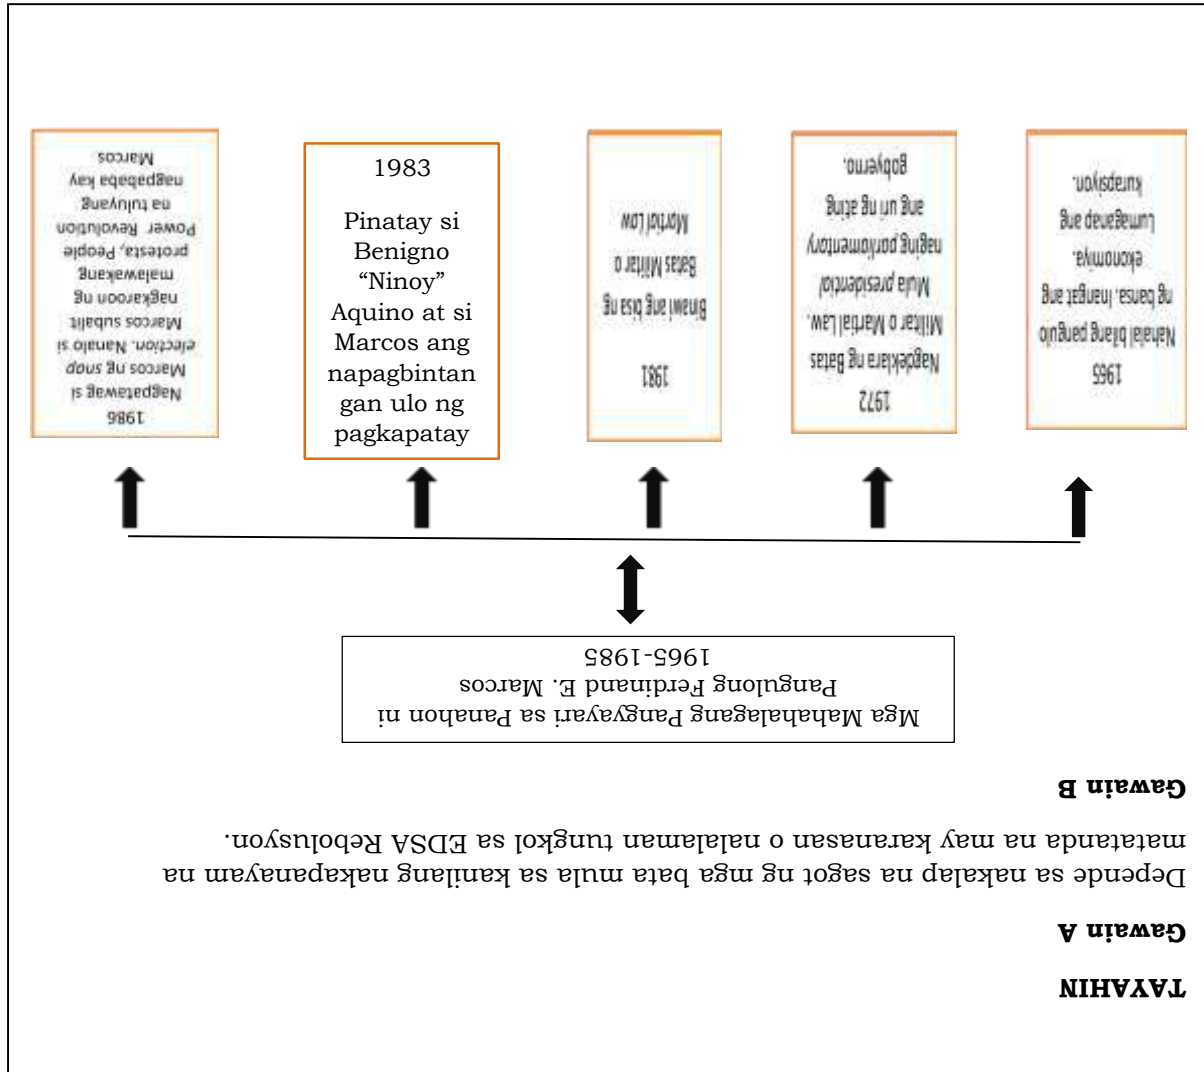 TAYAHIN
Gawain A
Depende sa nakalap na sagot ng mga bata mula sa kanilang nakapanayam na
matatanda na may karanasan o nalalaman tungkol sa EDSA Rebolusyon.
Gawain B
Mga Mahahalagang Pangyayari sa Panahon ni
Pangulong Ferdinand E. Marcos
1965-1985
1965
Nahalal bilang pangulo
ng bansa. Inangat ang
ekonomiya.
Lumaganap ang
kurapsiyon.
1972
Nagdeklara ng Batas
Militar o Martial Law.
Mula presidential
naging parliamentory
ang uri ng ating
gobyerno.
1981
Binawi ang bisa ng
Batas Militar o
Martial Law
1983
Pinatay si
Benigno
“Ninoy”
Aquino at si
Marcos ang
napagbintan
gan ulo ng
pagkapatay
1986
Nagpatawag si
Marcos ng snap
election. Nanalo si
Marcos subalit
nagkaroon ng
malawakang
protesta, People
Power Revolution
na tuluyang
nagpababa kay
Marcos